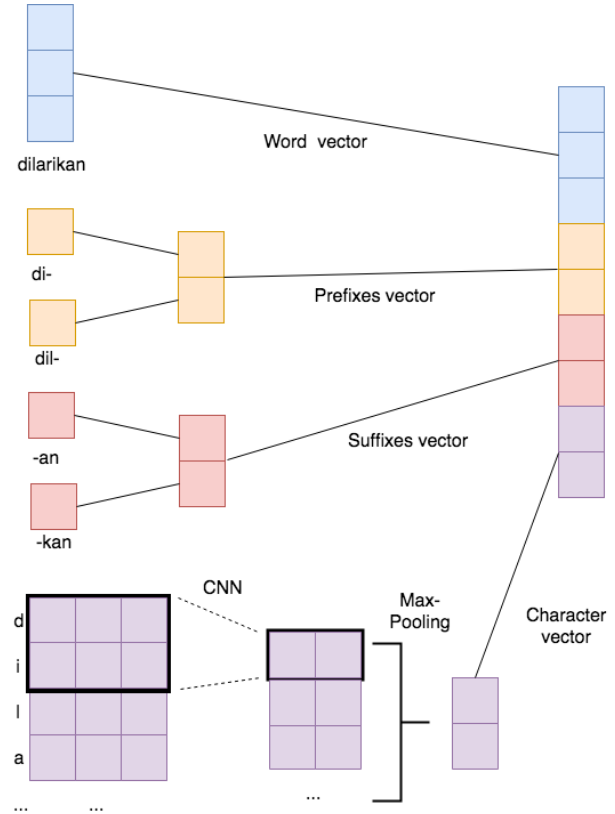 dilarikan
Word vector
di-
Prefixes vector
dil-
-an
Suffixes vector
-kan
CNN
Max-
Pooling
Character
vector
d
i
l
a
...
...
...